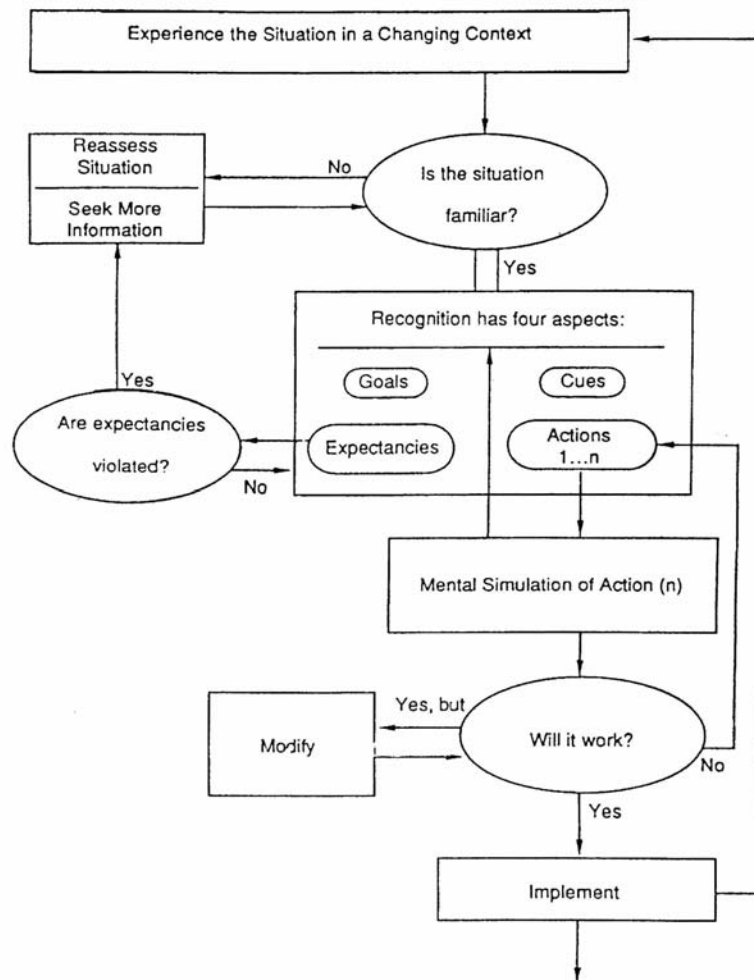 Experience the Situation in a Changing Context
Reassess
Situation
Seek More
Information
No
Is the situation
familiar?
Yes
Recognition has four aspects:
Goals
Cues
Yes
Are expectancies
violated?
No
Expectancies
Actions
1...n
Mental Simulation of Action (n)
Yes, but
Modify
Will it work?
No
Yes
Implement